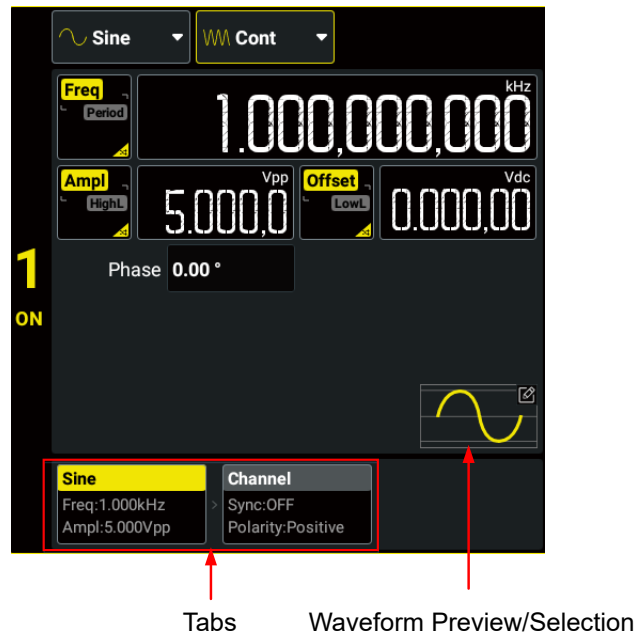 Sine
Cont
Freq
Period
kHz
1.000,000,000
Ampl
HighL
Vpp
5.000,0
Offset
LowL
Vdc
0.000,00
1
ON
Phase 0.00 °
Sine
Freq:1.000kHz
Ampl:5.000Vpp
>
Channel
Sync:OFF
Polarity:Positive
Tabs
Waveform Preview/Selection